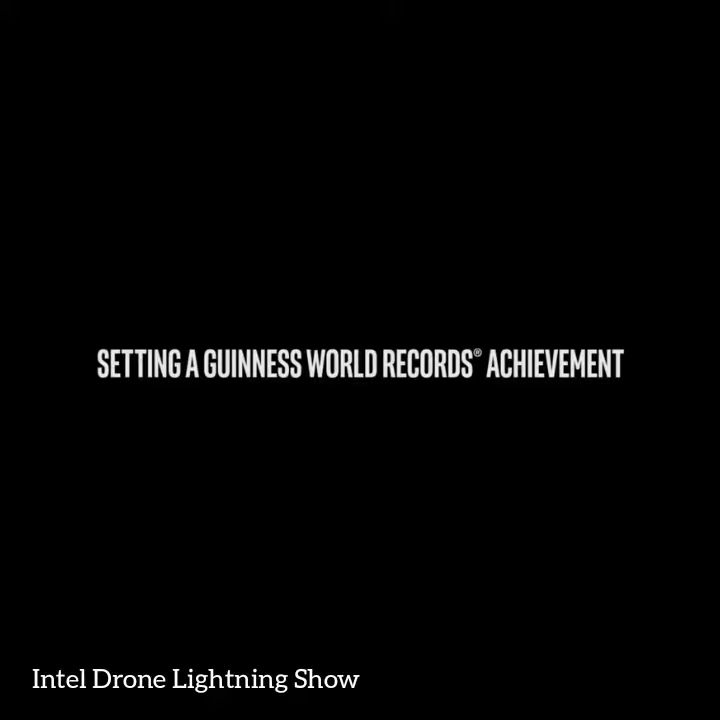 SETTING A GUINNESS WORLD RECORDS® ACHIEVEMENT
Intel Drone Lightning Show